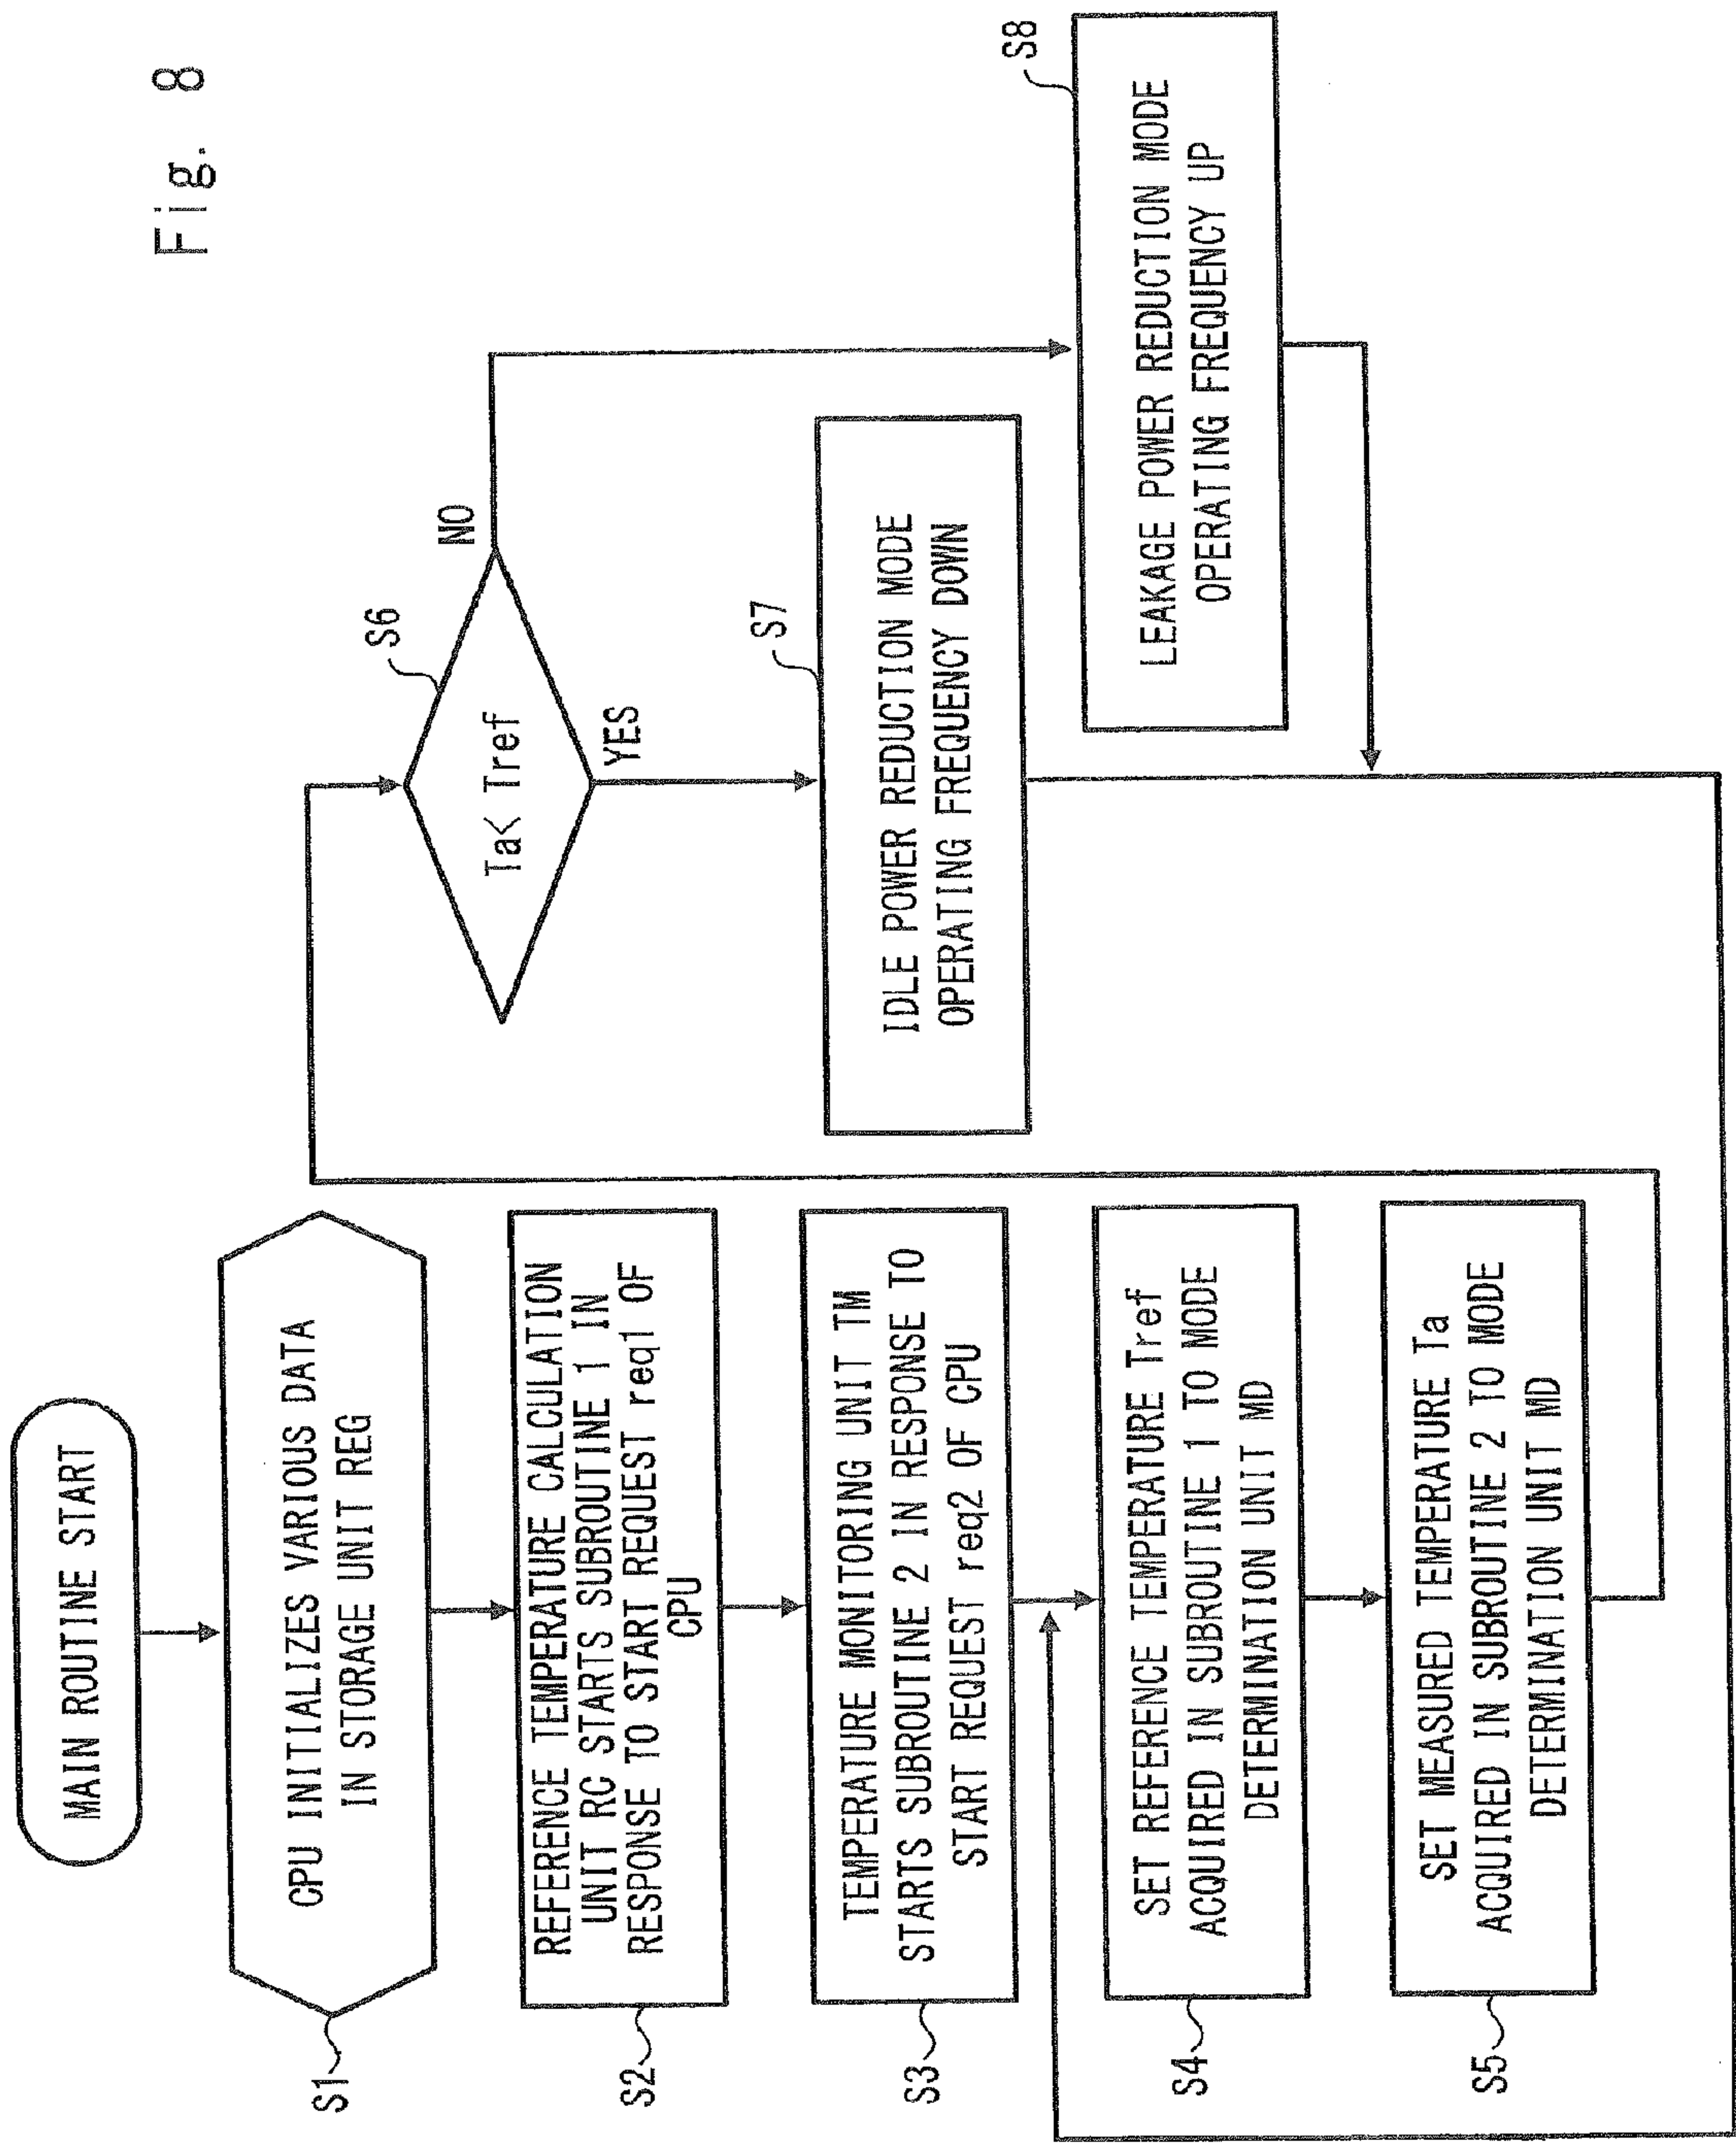 Fig. 8
MAIN ROUTINE START
S1
CPU INITIALIZES VARIOUS DATA
IN STORAGE UNIT REG
S2
REFERENCE TEMPERATURE CALCULATION
UNIT RC STARTS SUBROUTINE 1 IN
RESPONSE TO START REQUEST req1 OF
CPU
S3
TEMPERATURE MONITORING UNIT TM
STARTS SUBROUTINE 2 IN RESPONSE TO
START REQUEST req2 OF CPU
S4
SET REFERENCE TEMPERATURE Tref
ACQUIRED IN SUBROUTINE 1 TO MODE
DETERMINATION UNIT MD
S5
SET MEASURED TEMPERATURE Ta
ACQUIRED IN SUBROUTINE 2 TO MODE
DETERMINATION UNIT MD
S6
Ta< Tref
NO
YES
S7
IDLE POWER REDUCTION MODE
OPERATING FREQUENCY DOWN
S8
LEAKAGE POWER REDUCTION MODE
OPERATING FREQUENCY UP